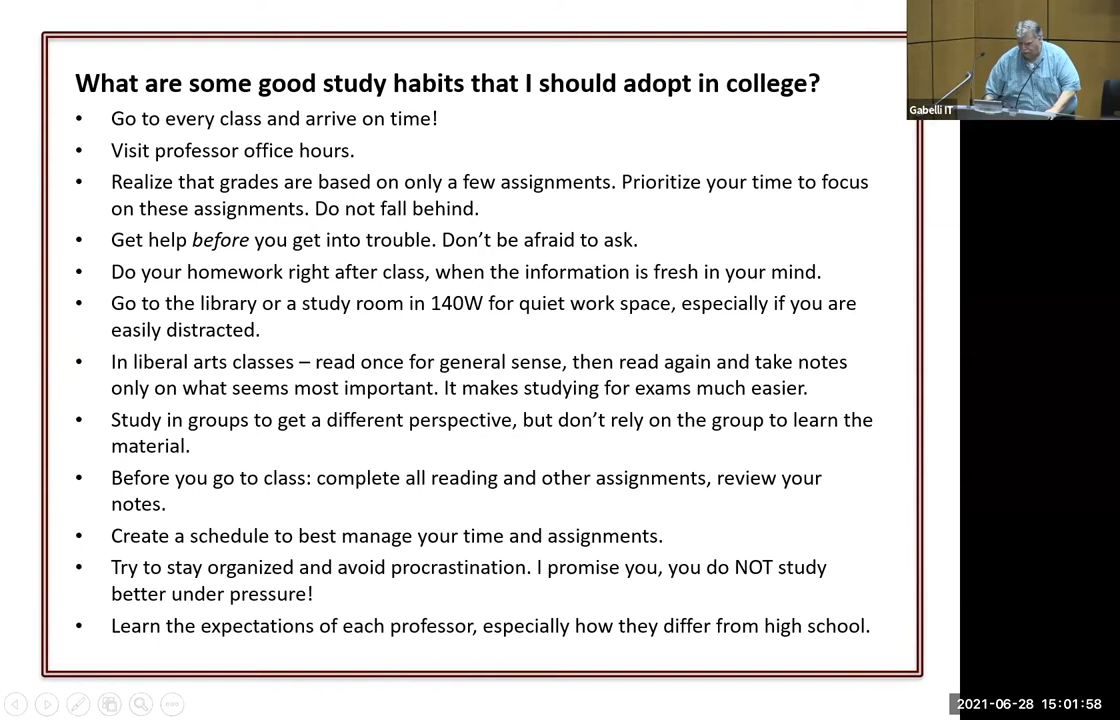 What are some good study habits that I should adopt in college?
• Go to every class and arrive on time!
• Visit professor office hours.
• Realize that grades are based on only a few assignments. Prioritize your time to focus
on these assignments. Do not fall behind.
• Get help before you get into trouble. Don’t be afraid to ask.
• Do your homework right after class, when the information is fresh in your mind.
• Go to the library or a study room in 140W for quiet work space, especially if you are
easily distracted.
• In liberal arts classes – read once for general sense, then read again and take notes
only on what seems most important. It makes studying for exams much easier.
• Study in groups to get a different perspective, but don’t rely on the group to learn the
material.
• Before you go to class: complete all reading and other assignments, review your
notes.
• Create a schedule to best manage your time and assignments.
• Try to stay organized and avoid procrastination. I promise you, you do NOT study
better under pressure!
• Learn the expectations of each professor, especially how they differ from high school.
Gabelli IT
2021-06-28 15:01:58